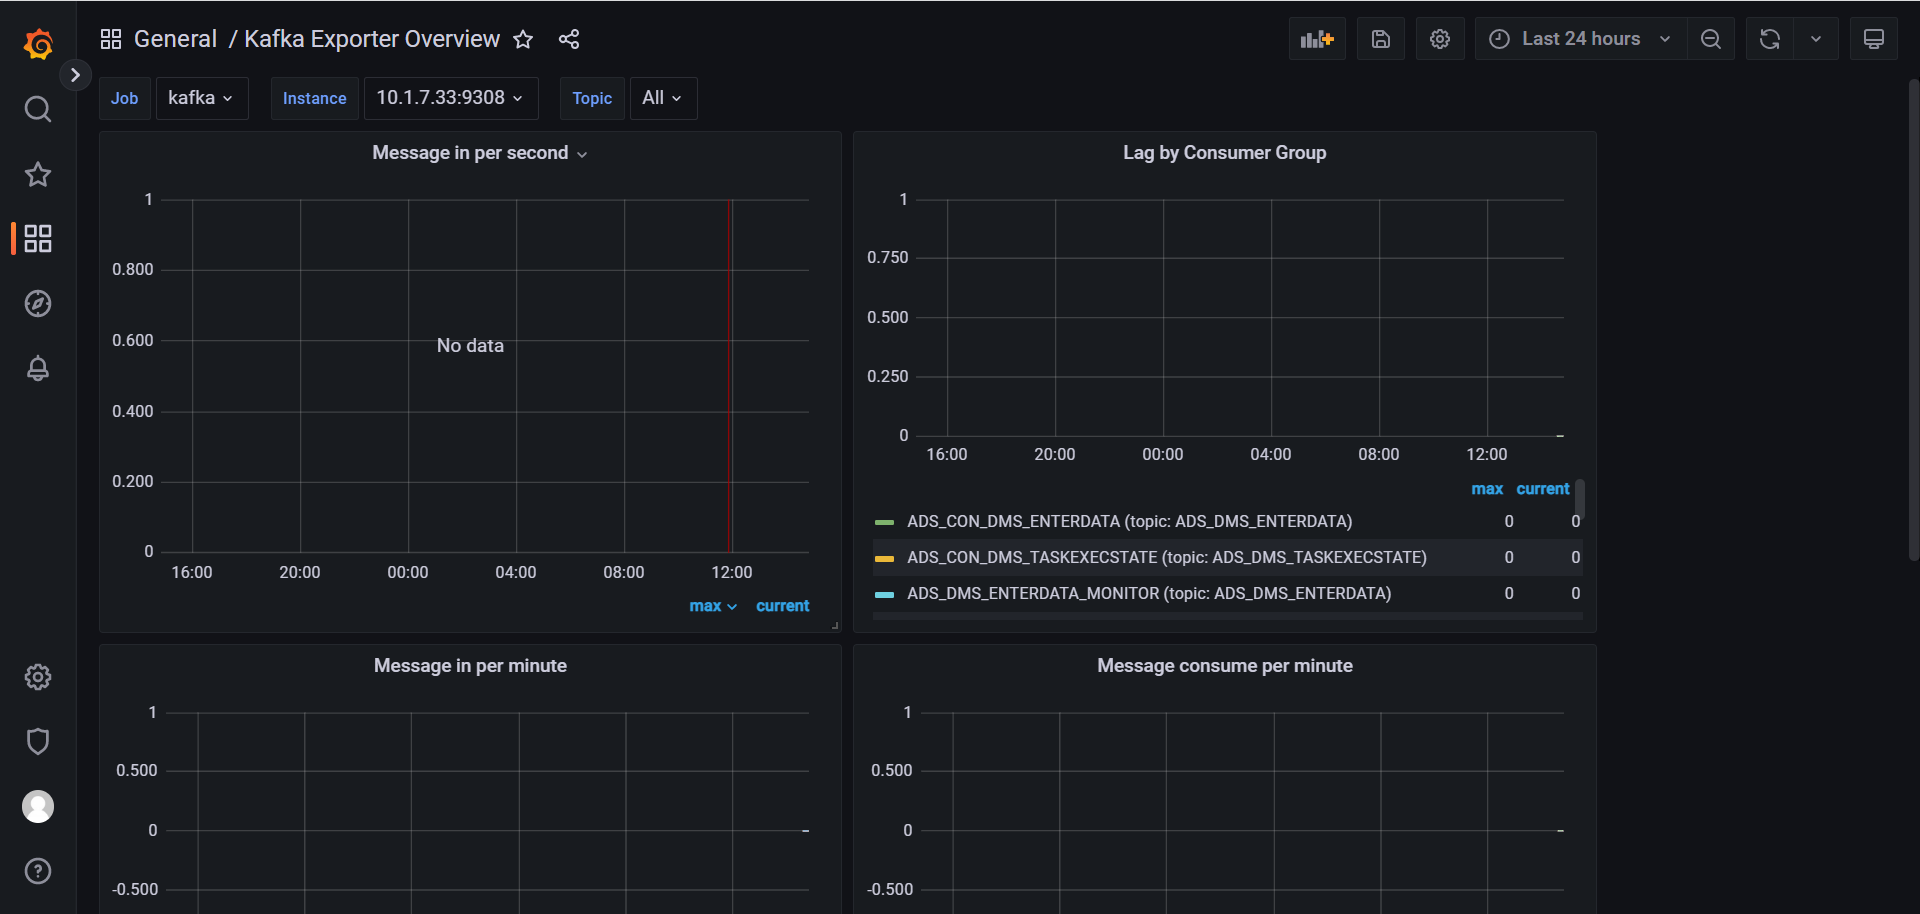 General / Kafka Exporter Overview
Last 24 hours
Job kafka Instance 10.1.7.33:9308 Topic All
Message in per second
1
0.800
0.600
No data
0.400
0.200
0
16:00 20:00 00:00 04:00 08:00 12:00
max current
Lag by Consumer Group
1
0.750
0.500
0.250
0
16:00 20:00 00:00 04:00 08:00 12:00
max current
ADS_CON_DMS_ENTERDATA (topic: ADS_DMS_ENTERDATA) 0 0
ADS_CON_DMS_TASKEXECSTATE (topic: ADS_DMS_TASKEXECSTATE) 0 0
ADS_DMS_ENTERDATA_MONITOR (topic: ADS_DMS_ENTERDATA) 0 0
Message in per minute
1
0.500
0
-0.500
Message consume per minute
1
0.500
0
-0.500